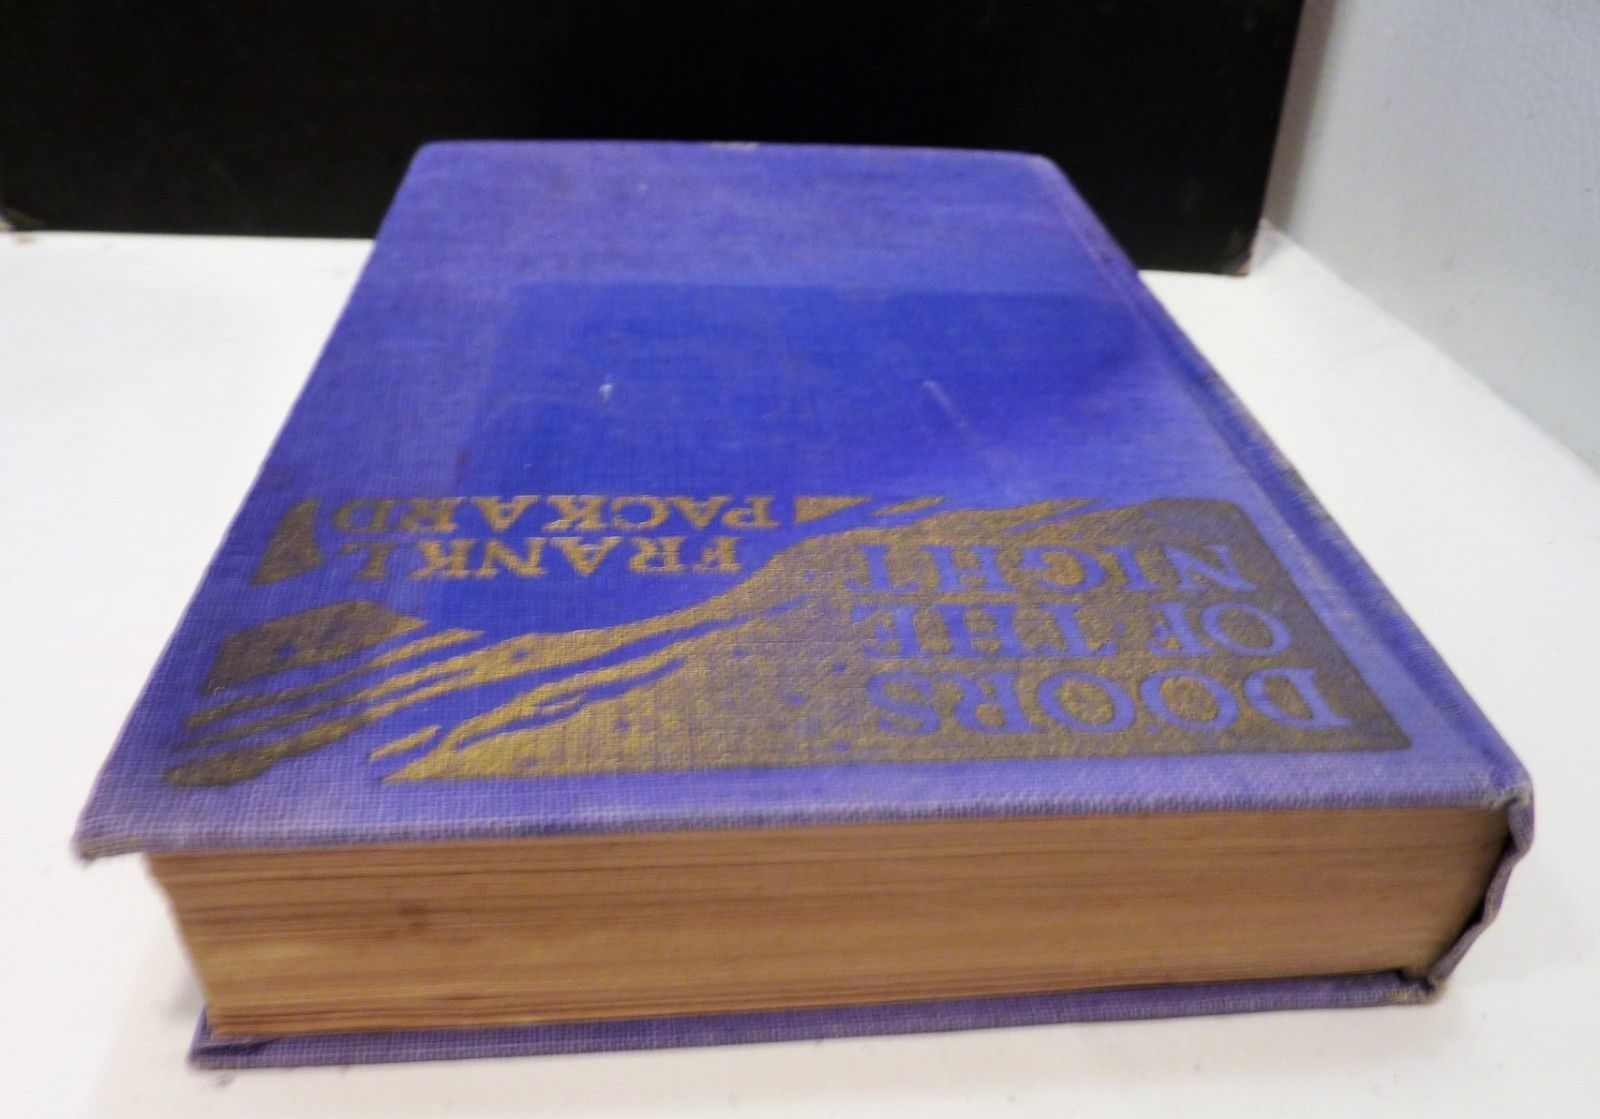 DOORS
OF THE
NIGHT
FRANK L.
PACKARD